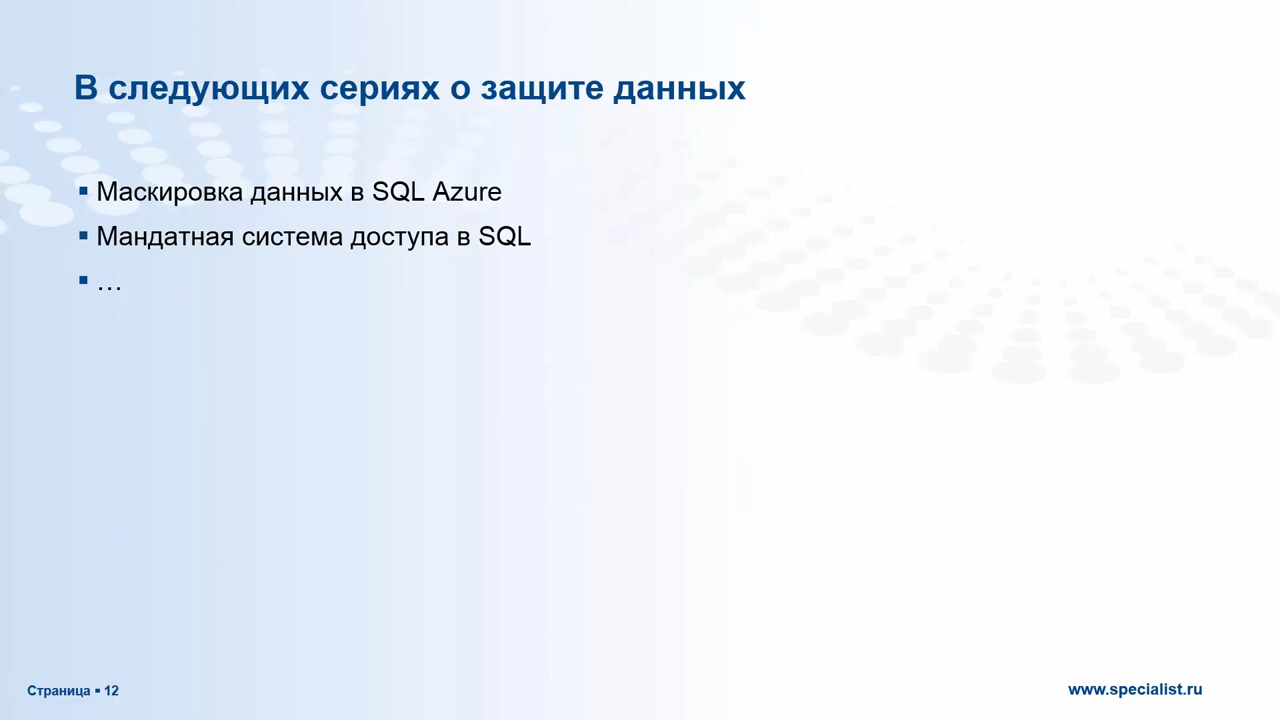 В следующих сериях о защите данных
▪ Маскировка данных в SQL Azure
▪ Мандатная система доступа в SQL
▪ …
Страница ▪ 12
www.specialist.ru